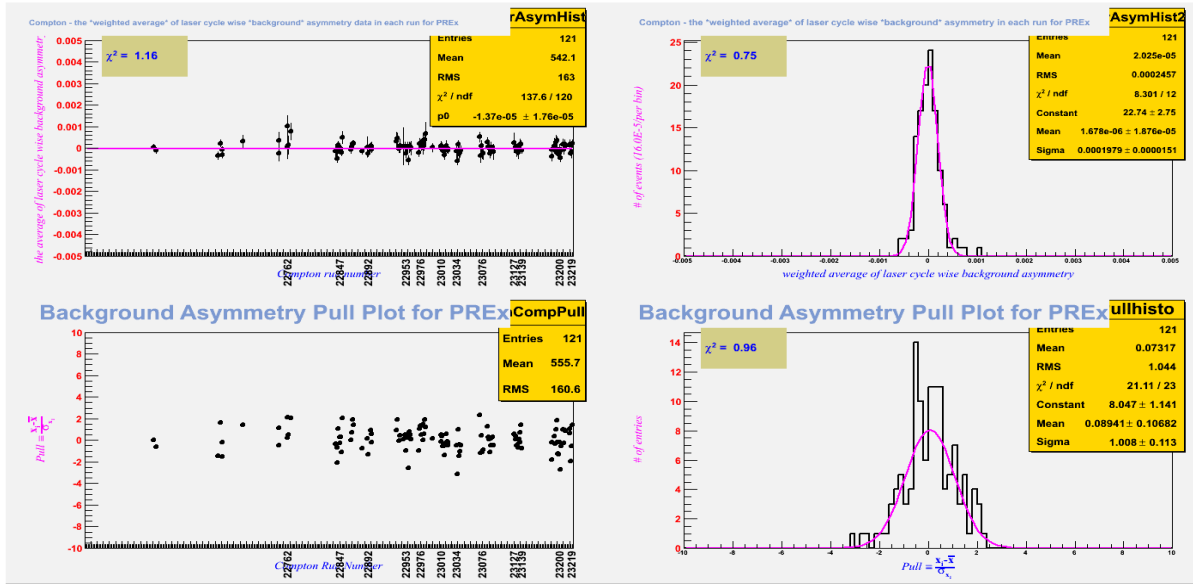 Compton - the *weighted average* of laser cycle wise *background* asymmetry data in each run for PREx
rAsymHist
Entries 121
Mean 542.1
RMS 163
χ² / ndf 137.6 / 120
p0 -1.37e-05 ± 1.76e-05
χ² = 1.16
the average of laser cycle wise background asymmetry
0.005
0.004
0.003
0.002
0.001
0
-0.001
-0.002
-0.003
-0.004
-0.005
22762
22847
22892
22953
22976
23010
23034
23076
23127
23139
23200
23219
Compton run number
Compton - the *weighted average* of laser cycle wise *background* asymmetry in each run for PREx
rAsymHist2
Entries 121
Mean 2.025e-05
RMS 0.0002457
χ² / ndf 8.301 / 12
Constant 22.74 ± 2.75
Mean 1.678e-06 ± 1.876e-05
Sigma 0.0001979 ± 0.0000151
χ² = 0.75
# of events (16.0E-5/per bin)
25
20
15
10
5
0
-0.005 -0.004 -0.003 -0.002 -0.001 0 0.001 0.002 0.003 0.004 0.005
weighted average of laser cycle wise background asymmetry
Background Asymmetry Pull Plot for PREx
CompPull
Entries 121
Mean 555.7
RMS 160.6
Pull ≡ xᵢ-x̄ / σxᵢ
10
8
6
4
2
0
-2
-4
-6
-8
-10
22762
22847
22892
22953
22976
23010
23034
23076
23127
23139
23200
23219
Compton Run Number
Background Asymmetry Pull Plot for PREx
ullhisto
Entries 121
Mean 0.07317
RMS 1.044
χ² / ndf 21.11 / 23
Constant 8.047 ± 1.141
Mean 0.08941 ± 0.10682
Sigma 1.008 ± 0.113
χ² = 0.96
# of entries
14
12
10
8
6
4
2
0
-10 -8 -6 -4 -2 0 2 4 6 8 10
Pull ≡ xᵢ-x̄ / σxᵢ